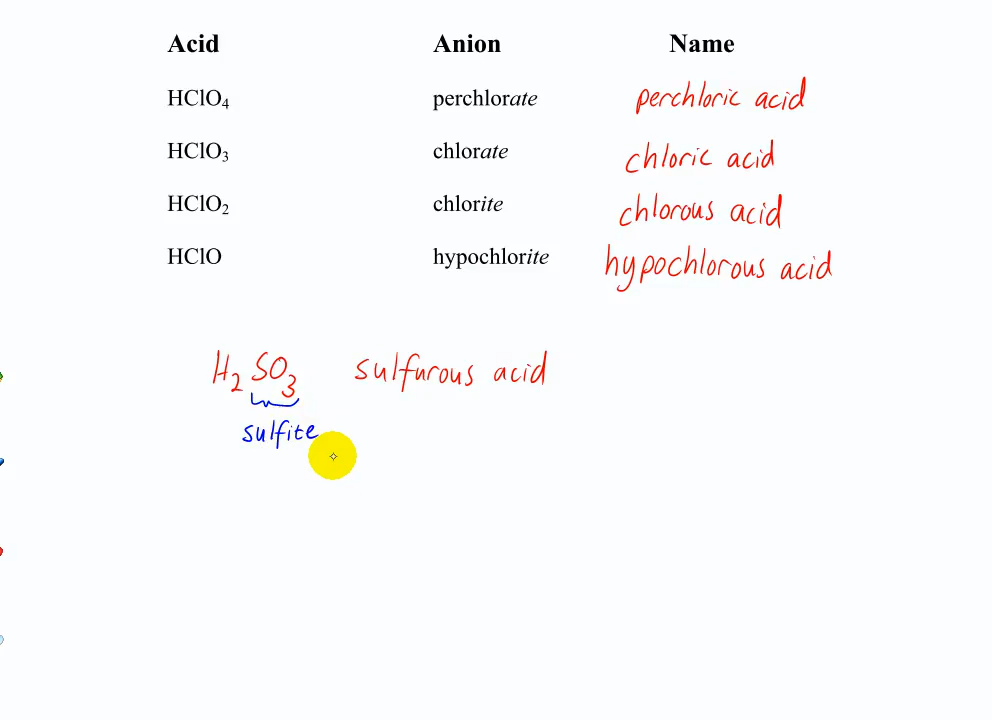 Acid Anion Name
HClO₄ perchlorate perchloric acid
HClO₃ chlorate chloric acid
HClO₂ chlorite chlorous acid
HClO hypochlorite hypochlorous acid
H₂SO₃ sulfurous acid
sulfite